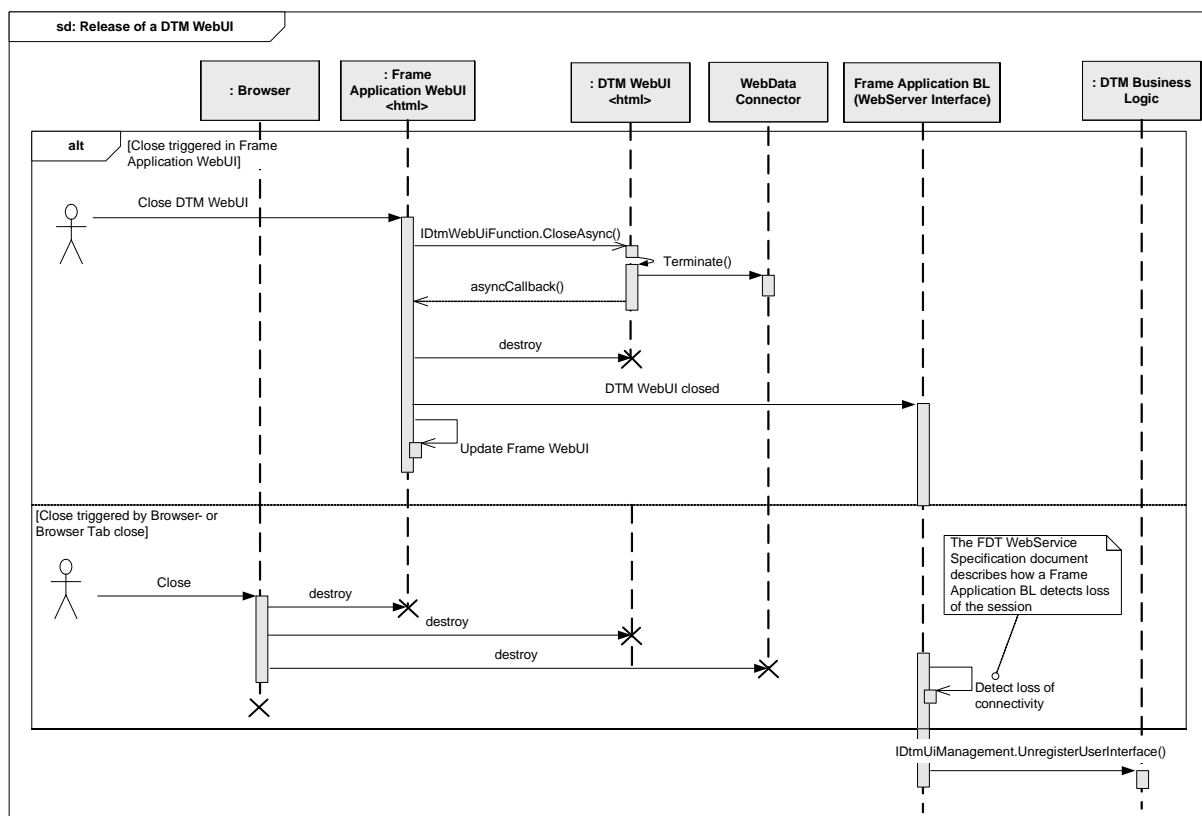 sd: Release of a DTM WebUI
: Browser
: Frame
Application WebUI
<html>
: DTM WebUI
<html>
WebData
Connector
Frame Application BL
(WebServer Interface)
: DTM Business
Logic
alt
[Close triggered in Frame
Application WebUI]
Close DTM WebUI
IDtmWebUiFunction.CloseAsync()
Terminate()
asyncCallback()
destroy
DTM WebUI closed
Update Frame WebUI
[Close triggered by Browser- or
Browser Tab close]
The FDT WebService
Specification document
describes how a Frame
Application BL detects loss
of the session
Close
destroy
destroy
destroy
Detect loss of
connectivity
IDtmUiManagement.UnregisterUserInterface()